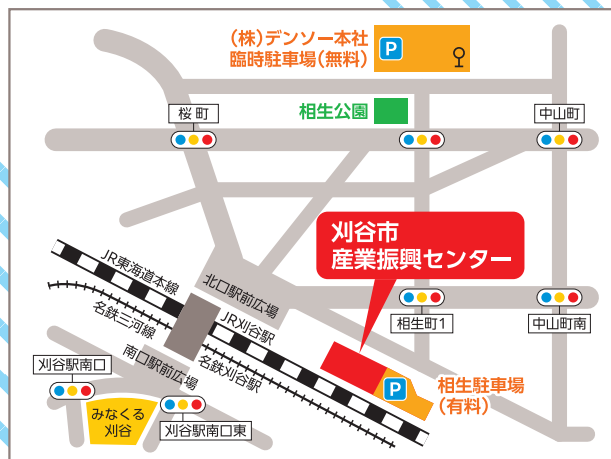 (株)デンソー本社
臨時駐車場(無料)
P
相生公園
桜町
中山町
刈谷市
産業振興センター
JR東海道本線
北口駅前広場
名鉄三河線
JR刈谷駅
相生町1
中山町南
南口駅前広場
名鉄刈谷駅
刈谷駅南口
P
相生駐車場
(有料)
みなくる
刈谷
刈谷駅南口東